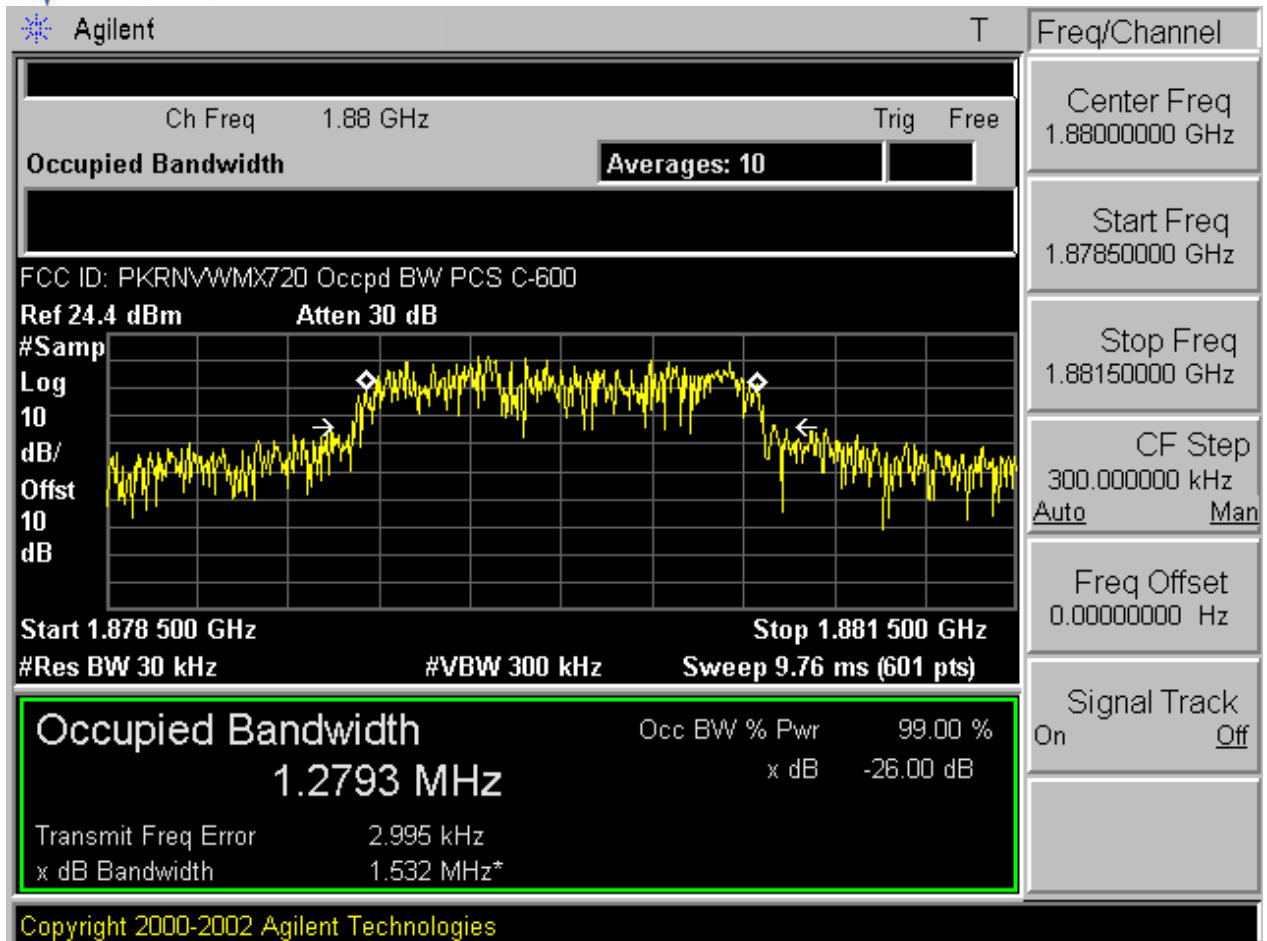 Agilent T
Freq/Channel
Ch Freq 1.88 GHz Trig Free
Occupied Bandwidth Averages: 10
FCC ID: PKRNVWMX720 Occpd BW PCS C-600
Ref 24.4 dBm Atten 30 dB
#Samp
Log
10
dB/
Offst
10
dB
Start 1.878 500 GHz Stop 1.881 500 GHz
#Res BW 30 kHz #VBW 300 kHz Sweep 9.76 ms (601 pts)
Occupied Bandwidth
1.2793 MHz
Occ BW % Pwr 99.00 %
x dB -26.00 dB
Transmit Freq Error 2.995 kHz
x dB Bandwidth 1.532 MHz*
Copyright 2000-2002 Agilent Technologies
Center Freq
1.88000000 GHz
Start Freq
1.87850000 GHz
Stop Freq
1.88150000 GHz
CF Step
300.000000 kHz
Auto Man
Freq Offset
0.00000000 Hz
Signal Track
On Off